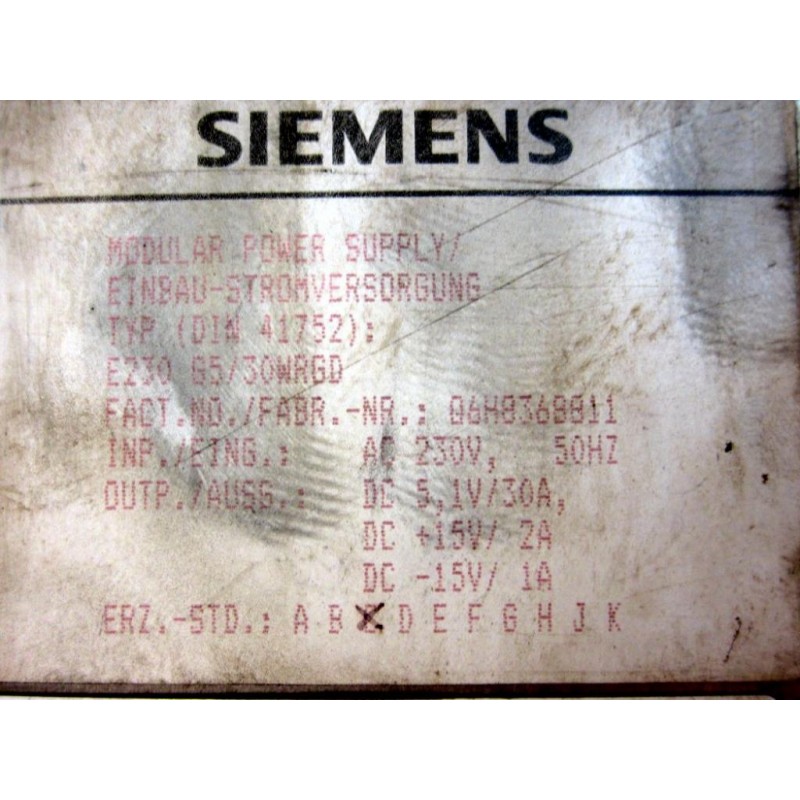 SIEMENS
MODULAR POWER SUPPLY/
EINBAU-STROMVERSORGUNG
TYP (DIN 41752):
E230 G5/30WRGD
FACT.NO./FABR.-NR.: Q6H8368811
INP./EING.: AC 230V, 50HZ
OUTP./AUSG.: DC 5,1V/30A,
DC +15V/ 2A
DC -15V/ 1A
ERZ.-STD.: A B C D E F G H J K